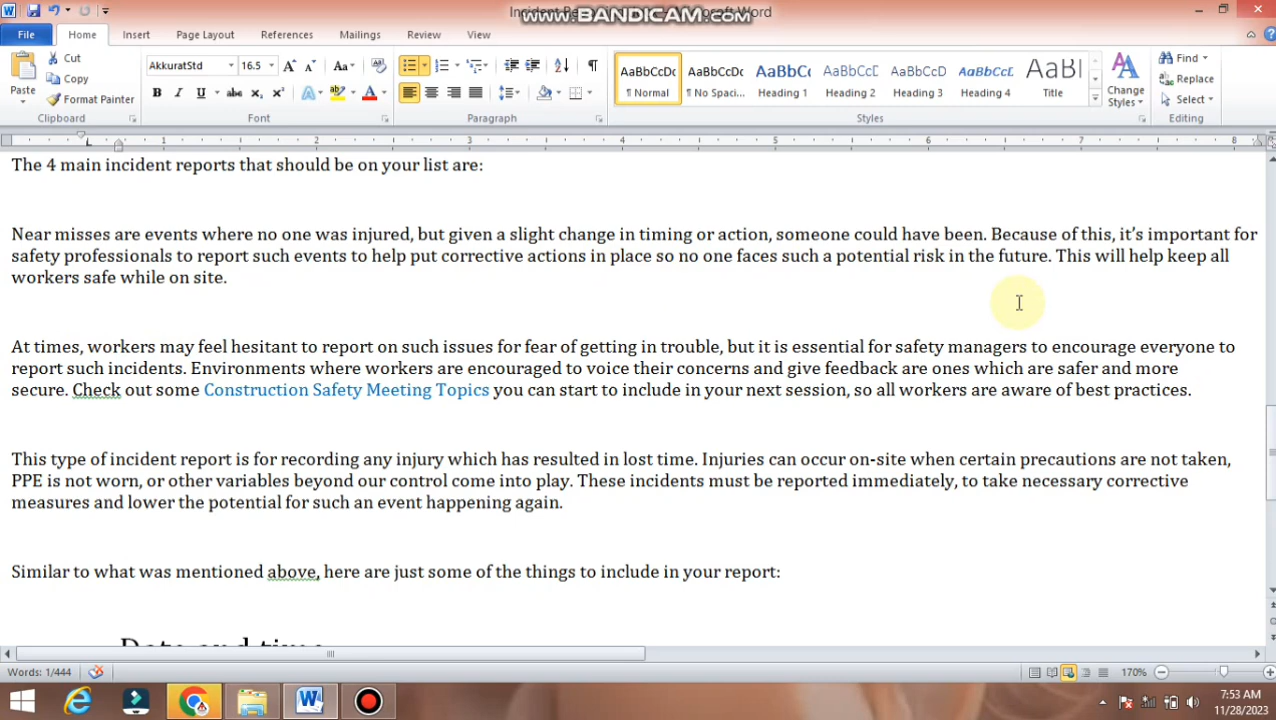 www.BANDICAM.com
Word
File
Home
Insert
Page Layout
References
Mailings
Review
View
Paste
Cut
Copy
Format Painter
Clipboard
AkkuratStd
16.5
Font
Paragraph
AaBbCcDc
¶ Normal
AaBbCcDc
¶ No Spaci...
AaBbC
Heading 1
AaBbCc
Heading 2
AaBbCcD
Heading 3
AaBbCcI
Heading 4
AaBl
Title
Change
Styles
Styles
Find
Replace
Select
Editing
1 2 3 4 5 6 7 8
The 4 main incident reports that should be on your list are:
Near misses are events where no one was injured, but given a slight change in timing or action, someone could have been. Because of this, it’s important for
safety professionals to report such events to help put corrective actions in place so no one faces such a potential risk in the future. This will help keep all
workers safe while on site.
At times, workers may feel hesitant to report on such issues for fear of getting in trouble, but it is essential for safety managers to encourage everyone to
report such incidents. Environments where workers are encouraged to voice their concerns and give feedback are ones which are safer and more
secure. Check out some Construction Safety Meeting Topics you can start to include in your next session, so all workers are aware of best practices.
This type of incident report is for recording any injury which has resulted in lost time. Injuries can occur on-site when certain precautions are not taken,
PPE is not worn, or other variables beyond our control come into play. These incidents must be reported immediately, to take necessary corrective
measures and lower the potential for such an event happening again.
Similar to what was mentioned above, here are just some of the things to include in your report:
Date and time
Words: 1/444
170%
7:53 AM
11/28/2023